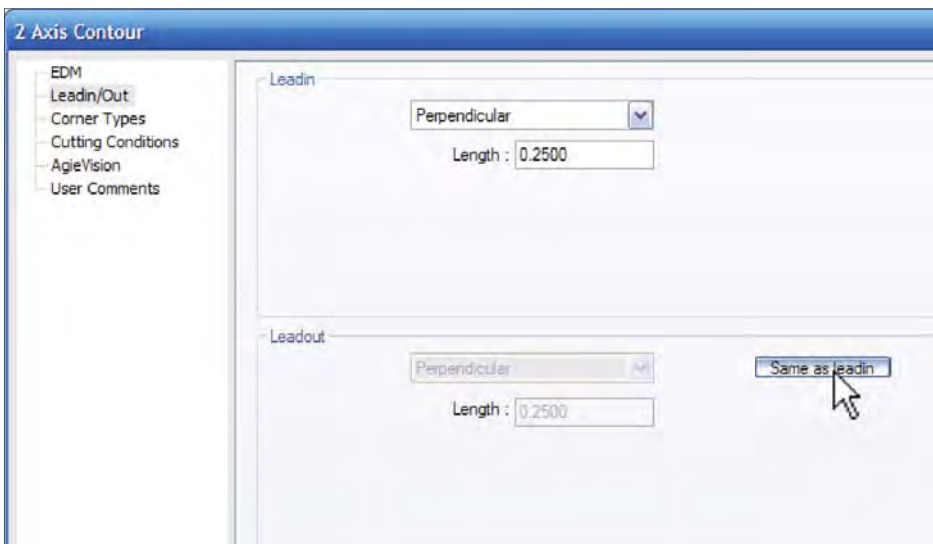 2 Axis Contour
EDM
Leadin/Out
Corner Types
Cutting Conditions
AgieVision
User Comments
Leadin
Perpendicular
Length : 0.2500
Leadout
Perpendicular
Same as leadin
Length : 0.2500